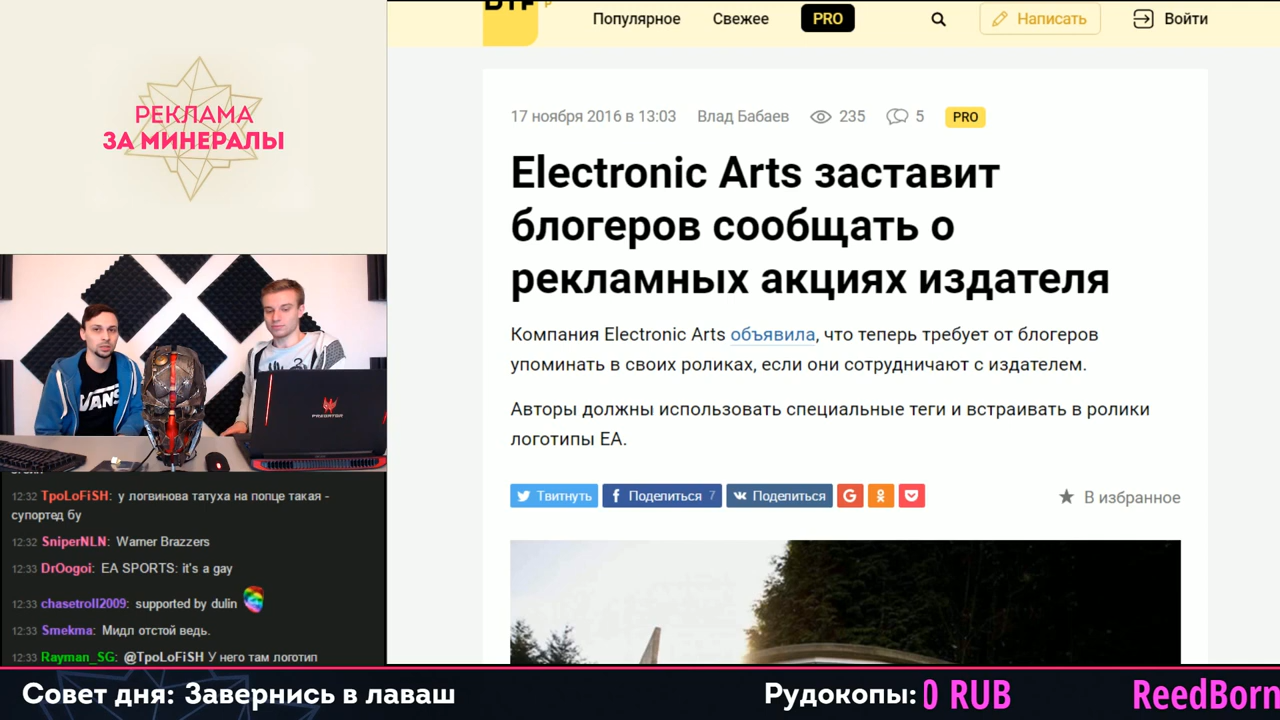 Популярное Свежее PRO Написать Войти
РЕКЛАМА
ЗА МИНЕРАЛЫ
17 ноября 2016 в 13:03 Влад Бабаев 235 5 PRO
Electronic Arts заставит
блогеров сообщать о
рекламных акциях издателя
Компания Electronic Arts объявила, что теперь требует от блогеров
упоминать в своих роликах, если они сотрудничают с издателем.
Авторы должны использовать специальные теги и встраивать в ролики
логотипы EA.
Твитнуть Поделиться 7 Поделиться В избранное
VANS
PREDATOR
12:32 TpoLoFiSH: у логвинова татуха на попце такая -
супортед бу
12:32 SniperNLN: Warner Brazzers
12:33 DrOogoi: EA SPORTS: it's a gay
12:33 chasetroll2009: supported by dulin
12:33 Smekma: Мидл отстой ведь.
12:33 Rayman_SG: @TpoLoFiSH У него там логотип
Совет дня: Завернись в лаваш Рудокопы: 0 RUB ReedBorn